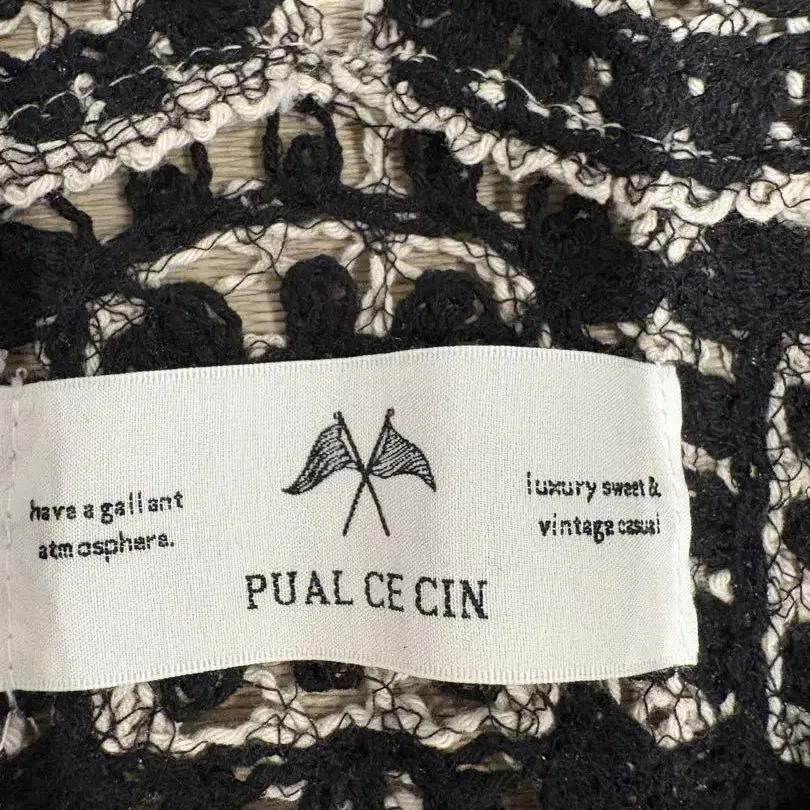 have a gallant
atmosphere.
luxury sweet &
vintage casual
PUAL CE CIN